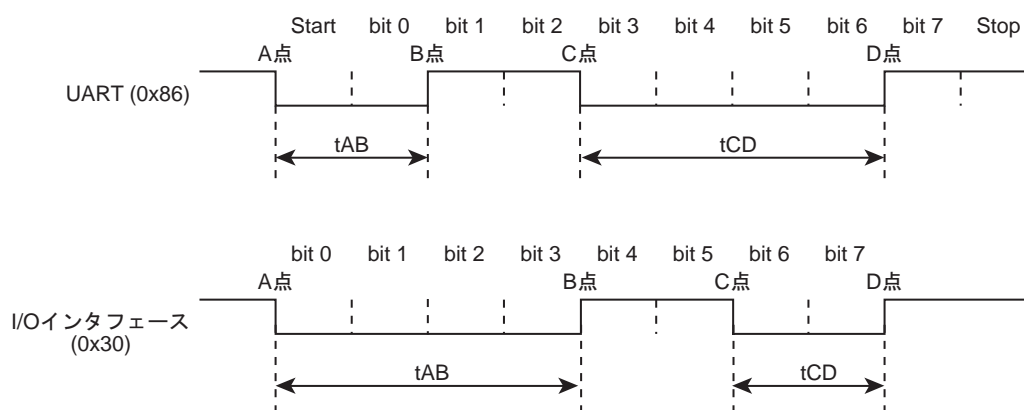 Start bit 0 bit 1 bit 2 bit 3 bit 4 bit 5 bit 6 bit 7 Stop
A点 B点 C点 D点
UART (0x86)
tAB tCD
bit 0 bit 1 bit 2 bit 3 bit 4 bit 5 bit 6 bit 7
A点 B点 C点 D点
I/Oインタフェース
(0x30)
tAB tCD